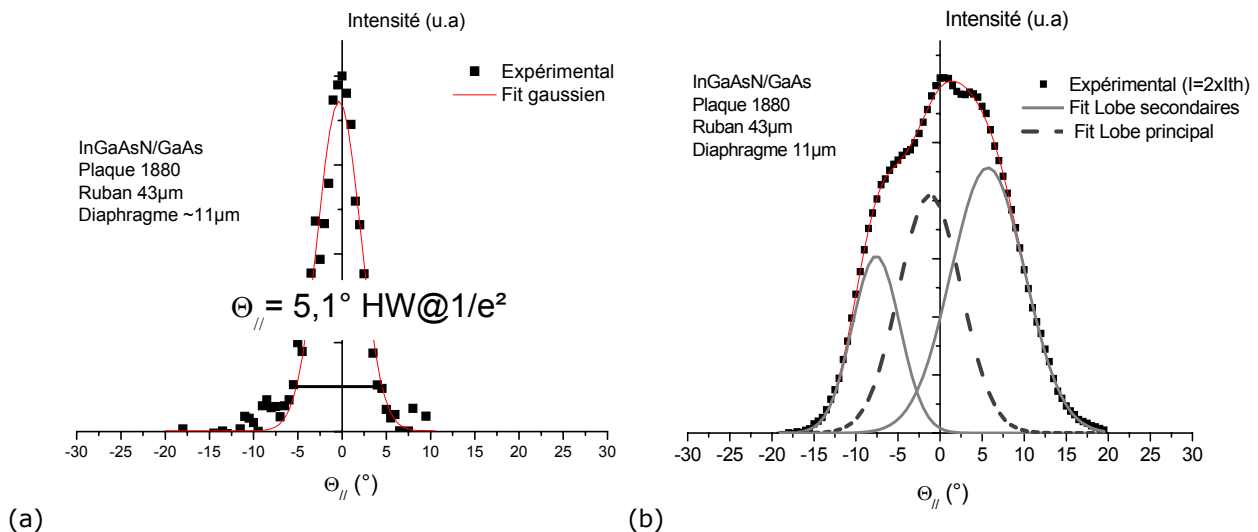 Intensité (u.a)
Expérimental
Fit gaussien
InGaAsN/GaAs
Plaque 1880
Ruban 43µm
Diaphragme ~11µm
Θ// = 5,1° HW@1/e²
-30 -25 -20 -15 -10 -5 0 5 10 15 20 25 30
Θ// (°)
(a)
Intensité (u.a)
InGaAsN/GaAs
Plaque 1880
Ruban 43µm
Diaphragme 11µm
Expérimental (I=2xIth)
Fit Lobe secondaires
Fit Lobe principal
-30 -25 -20 -15 -10 -5 0 5 10 15 20 25 30
Θ// (°)
(b)